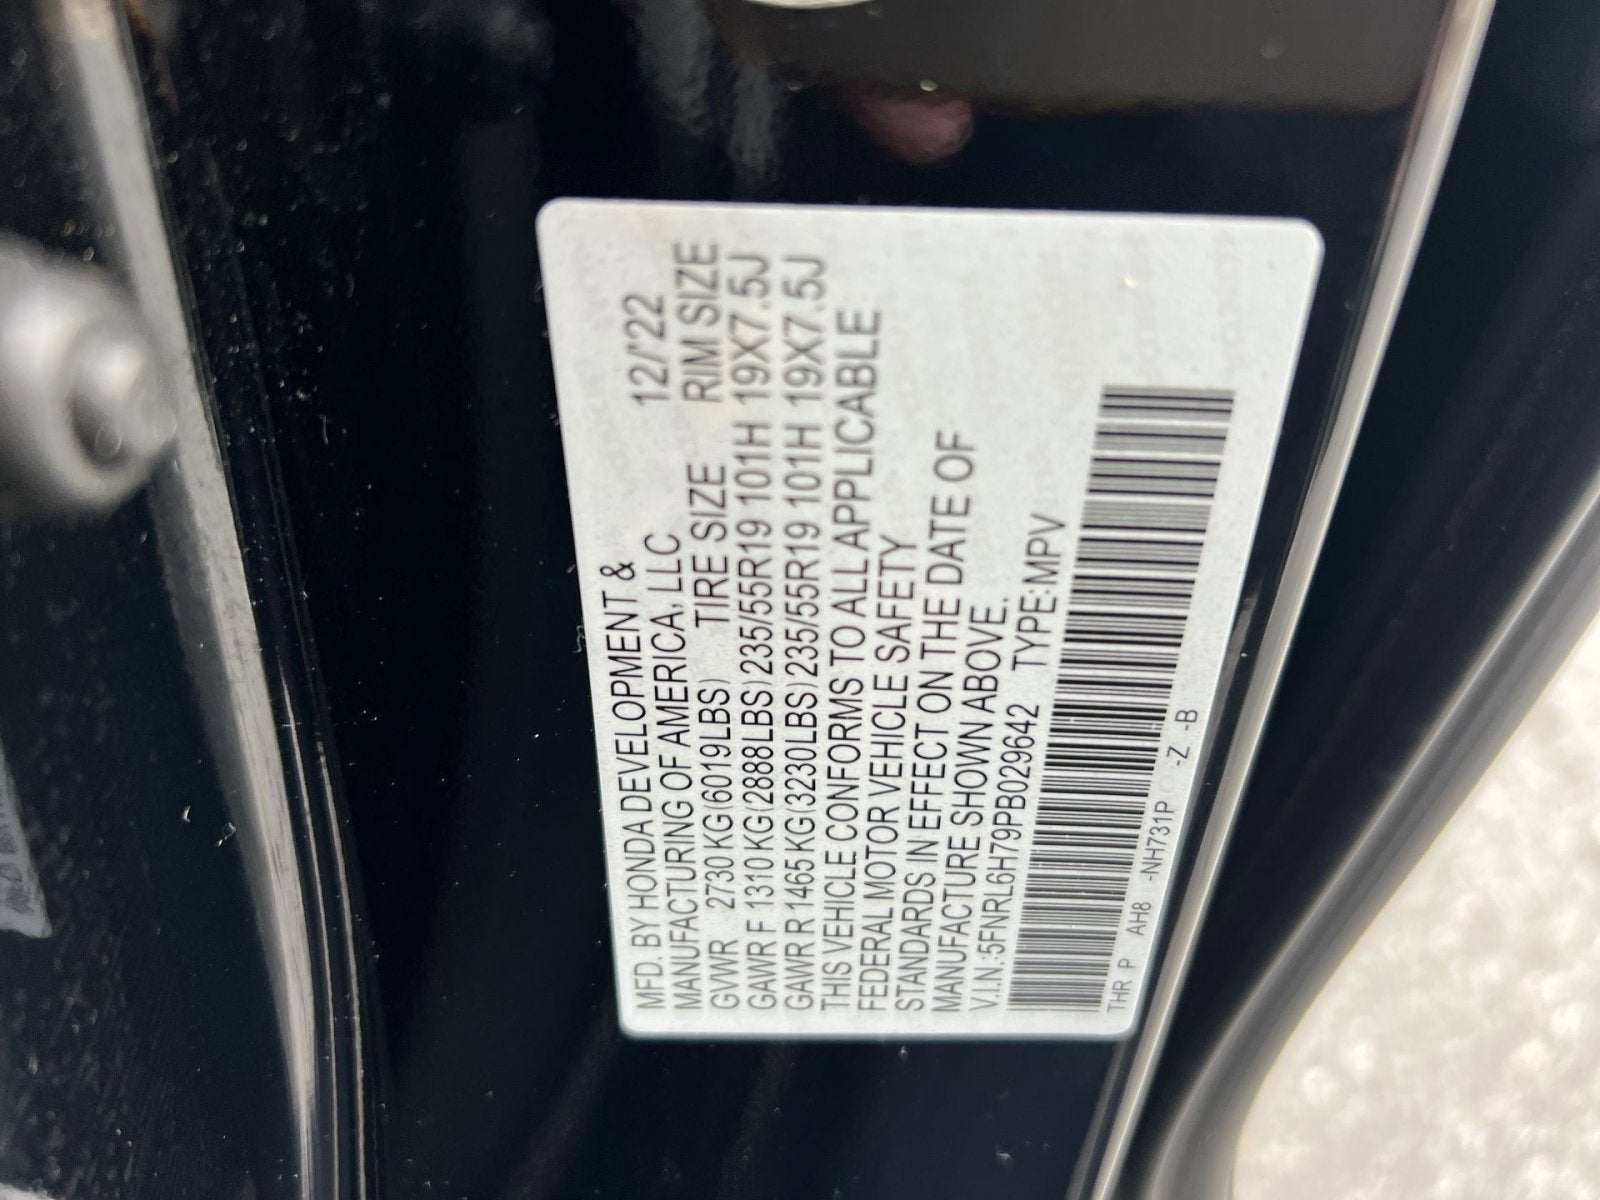 MFD. BY HONDA DEVELOPMENT &
MANUFACTURING OF AMERICA, LLC 12/'22
GVWR 2730 KG(6019LBS) TIRE SIZE RIM SIZE
GAWR F 1310 KG(2888LBS) 235/55R19 101H 19X7.5J
GAWR R 1465 KG(3230LBS) 235/55R19 101H 19X7.5J
THIS VEHICLE CONFORMS TO ALL APPLICABLE
FEDERAL MOTOR VEHICLE SAFETY
STANDARDS IN EFFECT ON THE DATE OF
MANUFACTURE SHOWN ABOVE.
V.I.N.:5FNRL6H79PB029642 TYPE:MPV
THR P AH8 -NH731P -Z -B